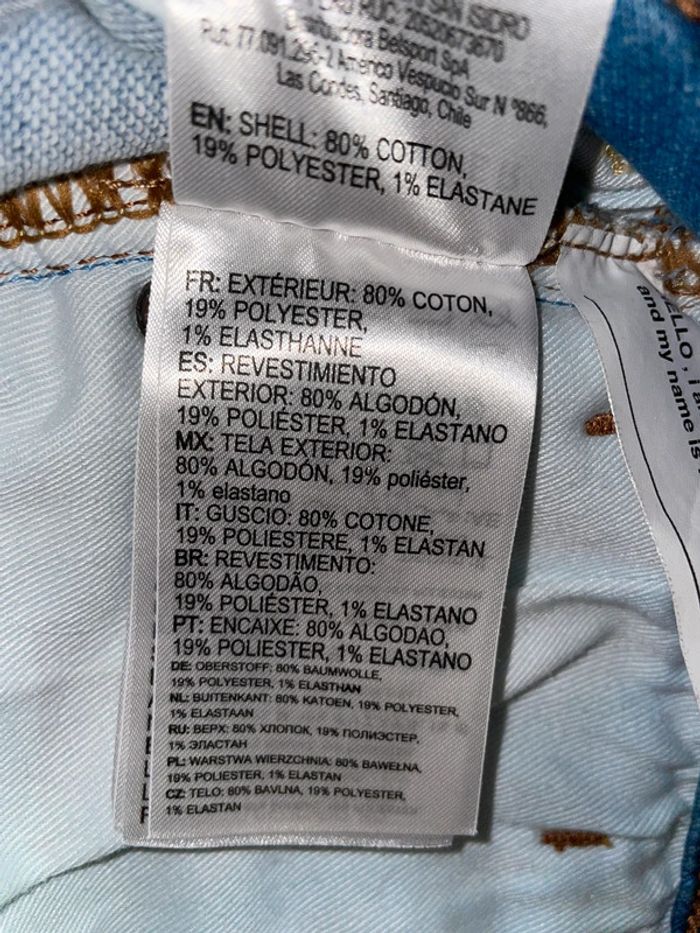 SAN ISIDRO
RUC: 20520673670
Distribuidora Belsport SpA
Rut: 77.091.296-2 Americo Vespucio Sur N °866,
Las Condes, Santiago, Chile
EN: SHELL: 80% COTTON,
19% POLYESTER, 1% ELASTANE
FR: EXTÉRIEUR: 80% COTON,
19% POLYESTER,
1% ELASTHANNE
ES: REVESTIMIENTO
EXTERIOR: 80% ALGODÓN,
19% POLIÉSTER, 1% ELASTANO
MX: TELA EXTERIOR:
80% ALGODÓN, 19% poliéster,
1% elastano
IT: GUSCIO: 80% COTONE,
19% POLIESTERE, 1% ELASTAN
BR: REVESTIMENTO:
80% ALGODÃO,
19% POLIÉSTER, 1% ELASTANO
PT: ENCAIXE: 80% ALGODAO,
19% POLIESTER, 1% ELASTANO
DE: OBERSTOFF: 80% BAUMWOLLE,
19% POLYESTER, 1% ELASTHAN
NL: BUITENKANT: 80% KATOEN, 19% POLYESTER,
1% ELASTAAN
RU: ВЕРХ: 80% ХЛОПОК, 19% ПОЛИЭСТЕР,
1% ЭЛАСТАН
PL: WARSTWA WIERZCHNIA: 80% BAWEŁNA,
19% POLIESTER, 1% ELASTAN
CZ: TELO: 80% BAVLNA, 19% POLYESTER,
1% ELASTAN
and my name is